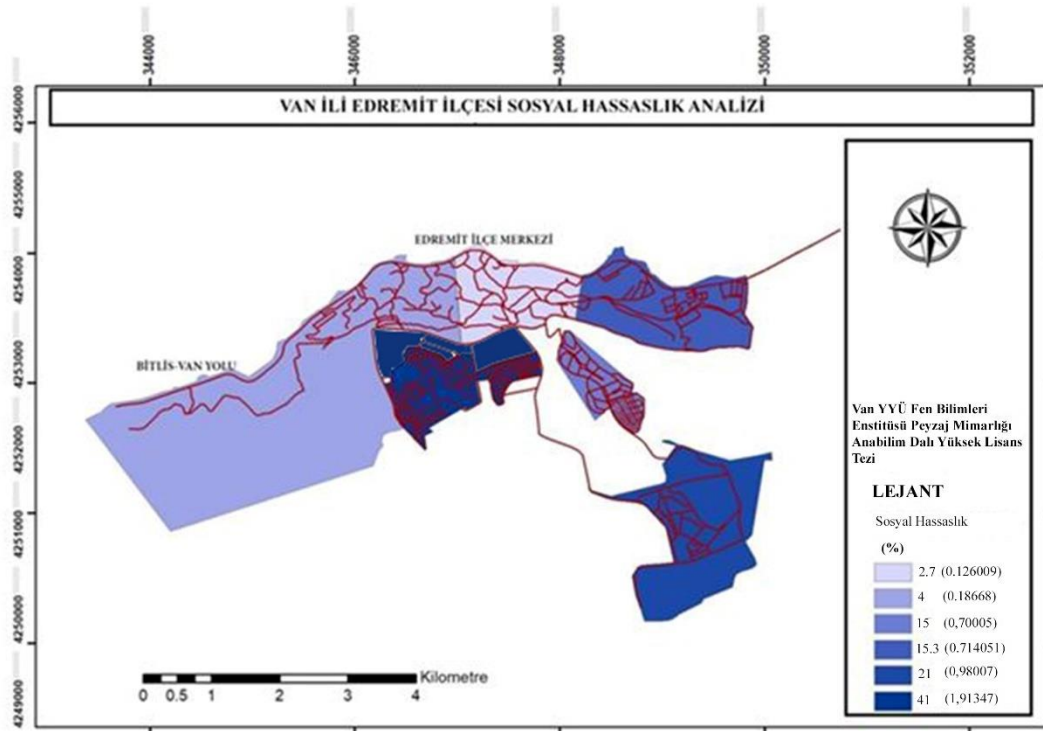 344000
346000
348000
350000
352000
VAN İLİ EDREMİT İLÇESİ SOSYAL HASSASLIK ANALİZİ
4256000
4255000
4254000
4253000
4252000
4251000
4250000
4249000
EDREMİT İLÇE MERKEZİ
BİTLİS-VAN YOLU
Van YYÜ Fen Bilimleri
Enstitüsü Peyzaj Mimarlığı
Anabilim Dalı Yüksek Lisans
Tezi
LEJANT
Sosyal Hassaslık
(%)
2.7 (0.126009)
4 (0.18668)
15 (0,70005)
15.3 (0.714051)
21 (0,98007)
41 (1,91347)
Kilometre
0 0.5 1 2 3 4